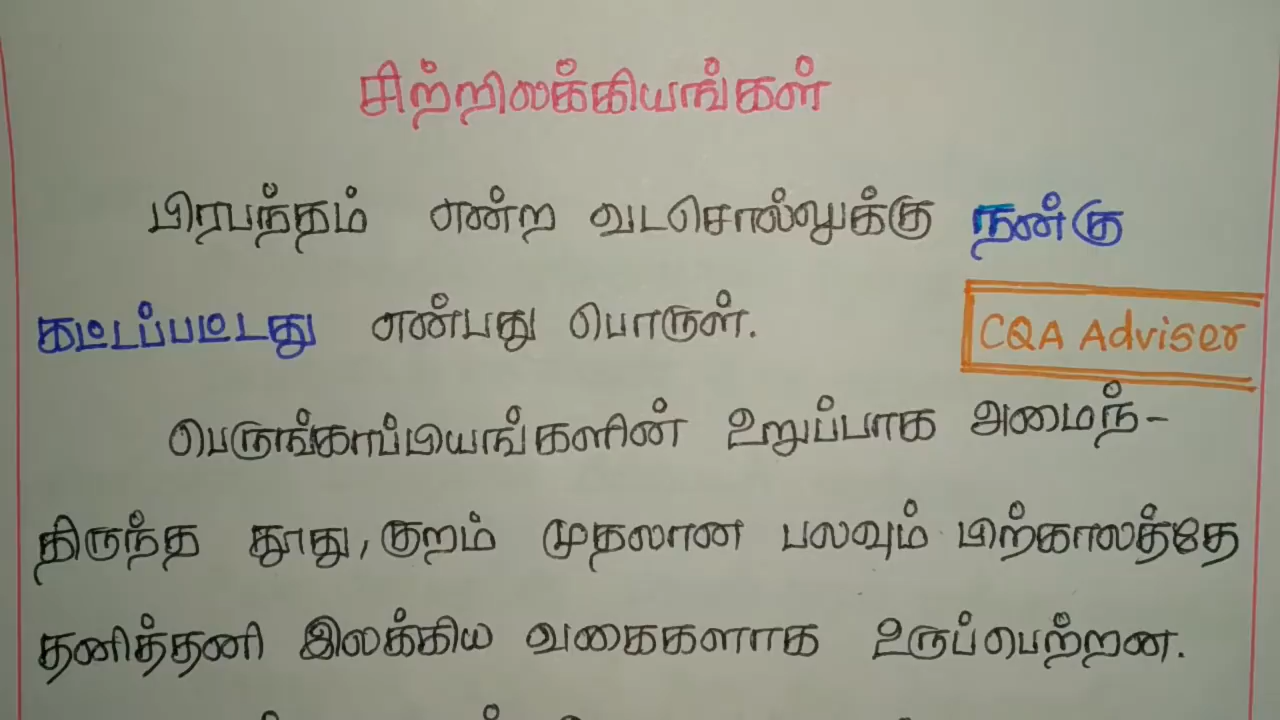 சிற்றிலக்கியங்கள்
பிரபந்தம் என்ற வடசொல்லுக்கு நன்கு
கட்டப்பட்டது என்பது பொருள்.
CQA Adviser
பெருங்காப்பியங்களின் உறுப்பாக அமைந்-
திருந்த தூது, குறம் முதலான பலவும் பிற்காலத்தே
தனித்தனி இலக்கிய வகைகளாக உருப்பெற்றன.